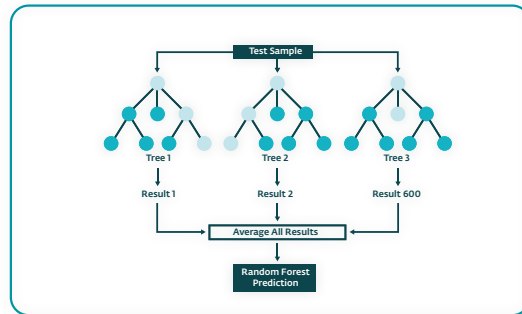 Test Sample
Tree 1
Tree 2
Tree 3
Result 1
Result 2
Result 600
Average All Results
Random Forest
Prediction